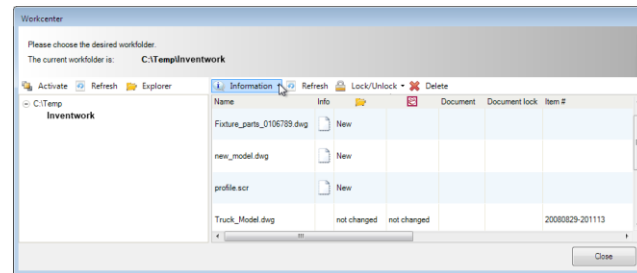 Workcenter
Please choose the desired workfolder.
The current workfolder is: C:\Temp\Inventwork
Activate Refresh Explorer Information Refresh Lock/Unlock Delete
C:\Temp
Inventwork
Name Info Document Document lock Item #
Fixture_parts_0106789.dwg New
new_model.dwg New
profile.scr New
Truck_Model.dwg not changed not changed 20080829-201113
Close